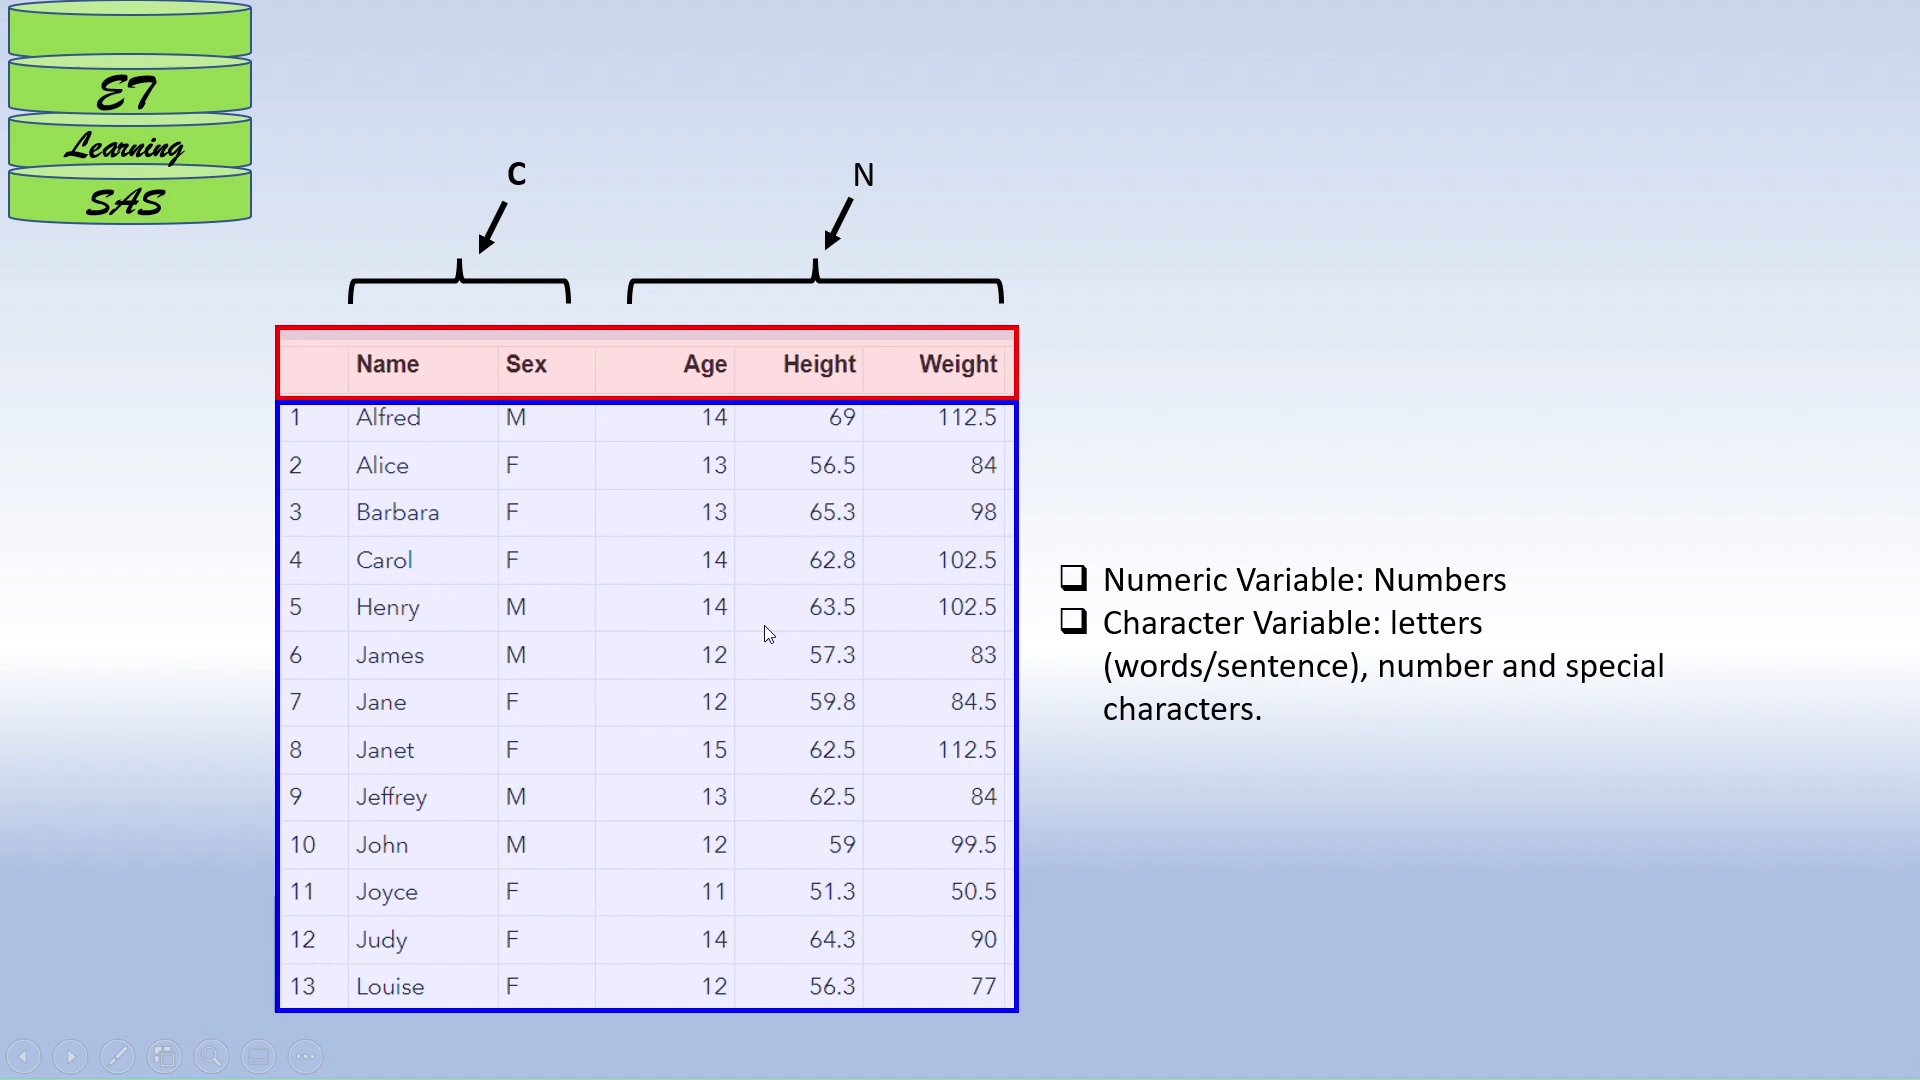 ET
Learning
SAS
C N
Name Sex Age Height Weight
1 Alfred M 14 69 112.5
2 Alice F 13 56.5 84
3 Barbara F 13 65.3 98
4 Carol F 14 62.8 102.5
5 Henry M 14 63.5 102.5
6 James M 12 57.3 83
7 Jane F 12 59.8 84.5
8 Janet F 15 62.5 112.5
9 Jeffrey M 13 62.5 84
10 John M 12 59 99.5
11 Joyce F 11 51.3 50.5
12 Judy F 14 64.3 90
13 Louise F 12 56.3 77
Numeric Variable: Numbers
Character Variable: letters
(words/sentence), number and special
characters.